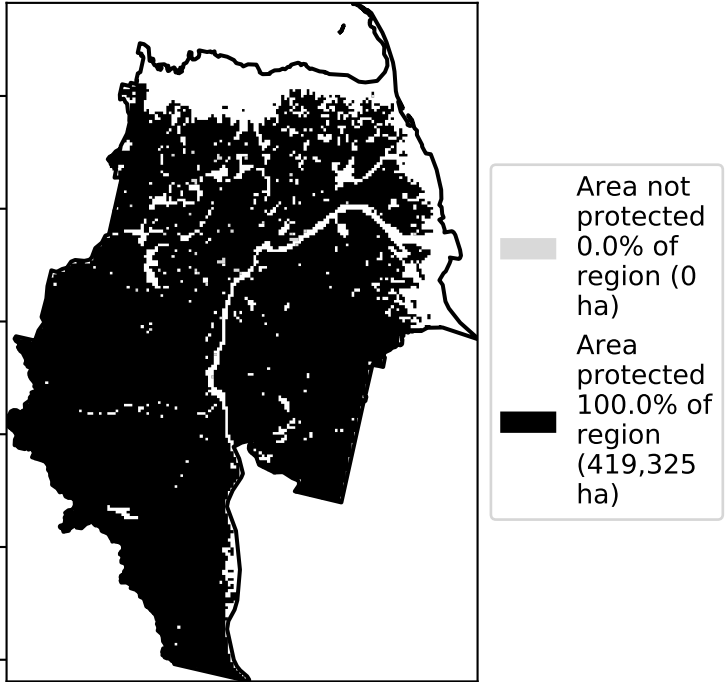 Area not
protected
0.0% of
region (0
ha)
Area
protected
100.0% of
region
(419,325
ha)